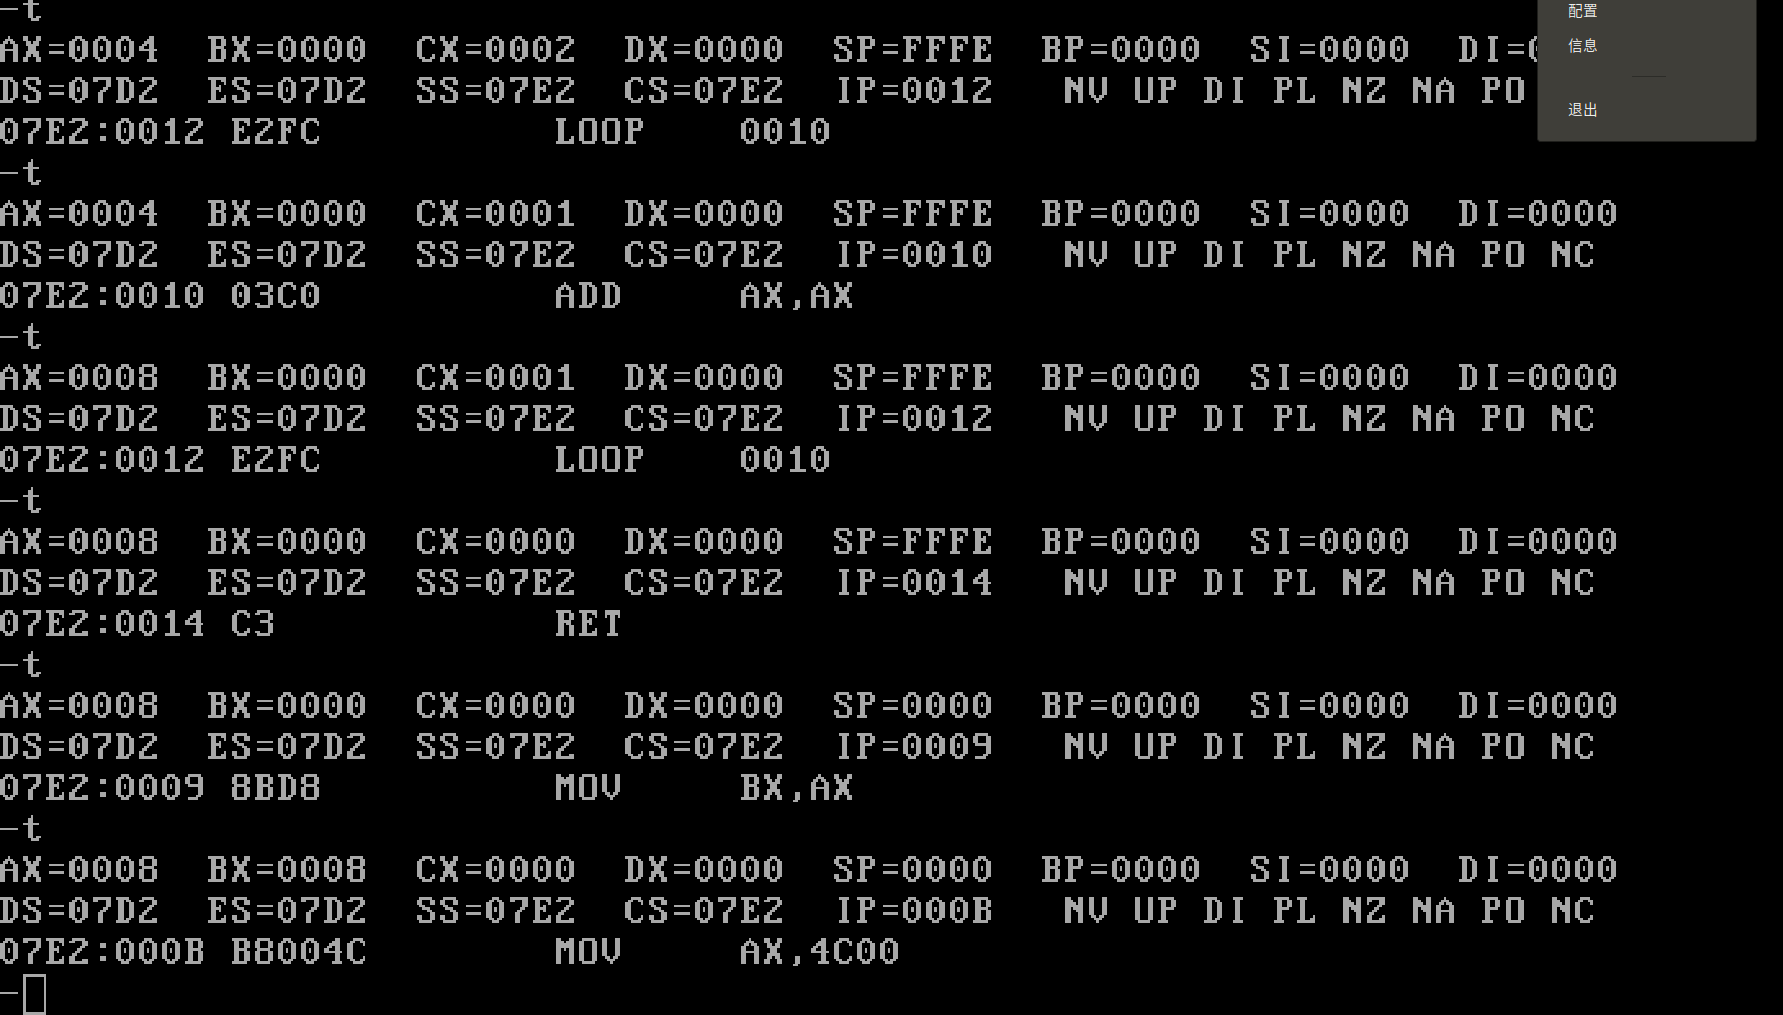 -t
AX=0004  BX=0000  CX=0002  DX=0000  SP=FFFE  BP=0000  SI=0000  DI=
DS=07D2  ES=07D2  SS=07E2  CS=07E2  IP=0012   NV UP DI PL NZ NA PO
07E2:0012 E2FC          LOOP    0010
-t
AX=0004  BX=0000  CX=0001  DX=0000  SP=FFFE  BP=0000  SI=0000  DI=0000
DS=07D2  ES=07D2  SS=07E2  CS=07E2  IP=0010   NV UP DI PL NZ NA PO NC
07E2:0010 03C0          ADD     AX,AX
-t
AX=0008  BX=0000  CX=0001  DX=0000  SP=FFFE  BP=0000  SI=0000  DI=0000
DS=07D2  ES=07D2  SS=07E2  CS=07E2  IP=0012   NV UP DI PL NZ NA PO NC
07E2:0012 E2FC          LOOP    0010
-t
AX=0008  BX=0000  CX=0000  DX=0000  SP=FFFE  BP=0000  SI=0000  DI=0000
DS=07D2  ES=07D2  SS=07E2  CS=07E2  IP=0014   NV UP DI PL NZ NA PO NC
07E2:0014 C3            RET
-t
AX=0008  BX=0000  CX=0000  DX=0000  SP=0000  BP=0000  SI=0000  DI=0000
DS=07D2  ES=07D2  SS=07E2  CS=07E2  IP=0009   NV UP DI PL NZ NA PO NC
07E2:0009 8BD8          MOV     BX,AX
-t
AX=0008  BX=0008  CX=0000  DX=0000  SP=0000  BP=0000  SI=0000  DI=0000
DS=07D2  ES=07D2  SS=07E2  CS=07E2  IP=000B   NV UP DI PL NZ NA PO NC
07E2:000B B8004C        MOV     AX,4C00
-
配置
信息
退出